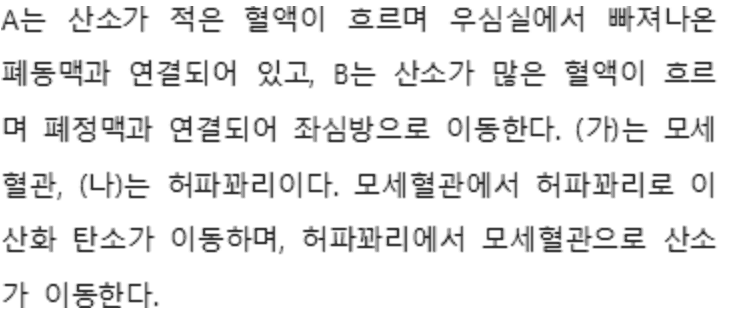 A는 산소가 적은 혈액이 흐르며 우심실에서 빠져나온
폐동맥과 연결되어 있고, B는 산소가 많은 혈액이 흐르
며 폐정맥과 연결되어 좌심방으로 이동한다. (가)는 모세
혈관, (나)는 허파꽈리이다. 모세혈관에서 허파꽈리로 이
산화 탄소가 이동하며, 허파꽈리에서 모세혈관으로 산소
가 이동한다.